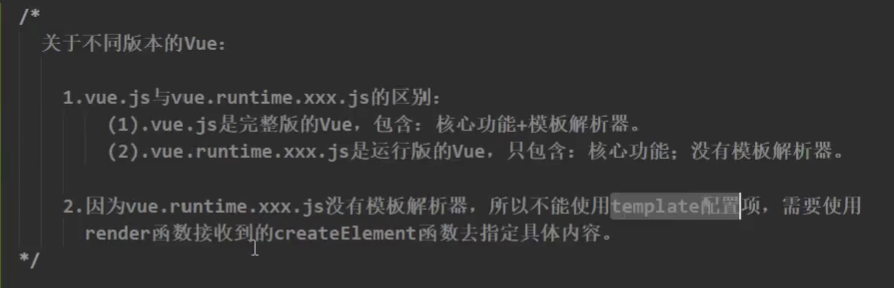 /*
关于不同版本的Vue：
1.vue.js与vue.runtime.xxx.js的区别：
(1).vue.js是完整版的Vue，包含：核心功能+模板解析器。
(2).vue.runtime.xxx.js是运行版的Vue，只包含：核心功能；没有模板解析器。
2.因为vue.runtime.xxx.js没有模板解析器，所以不能使用template配置项，需要使用
render函数接收到的createElement函数去指定具体内容。
*/